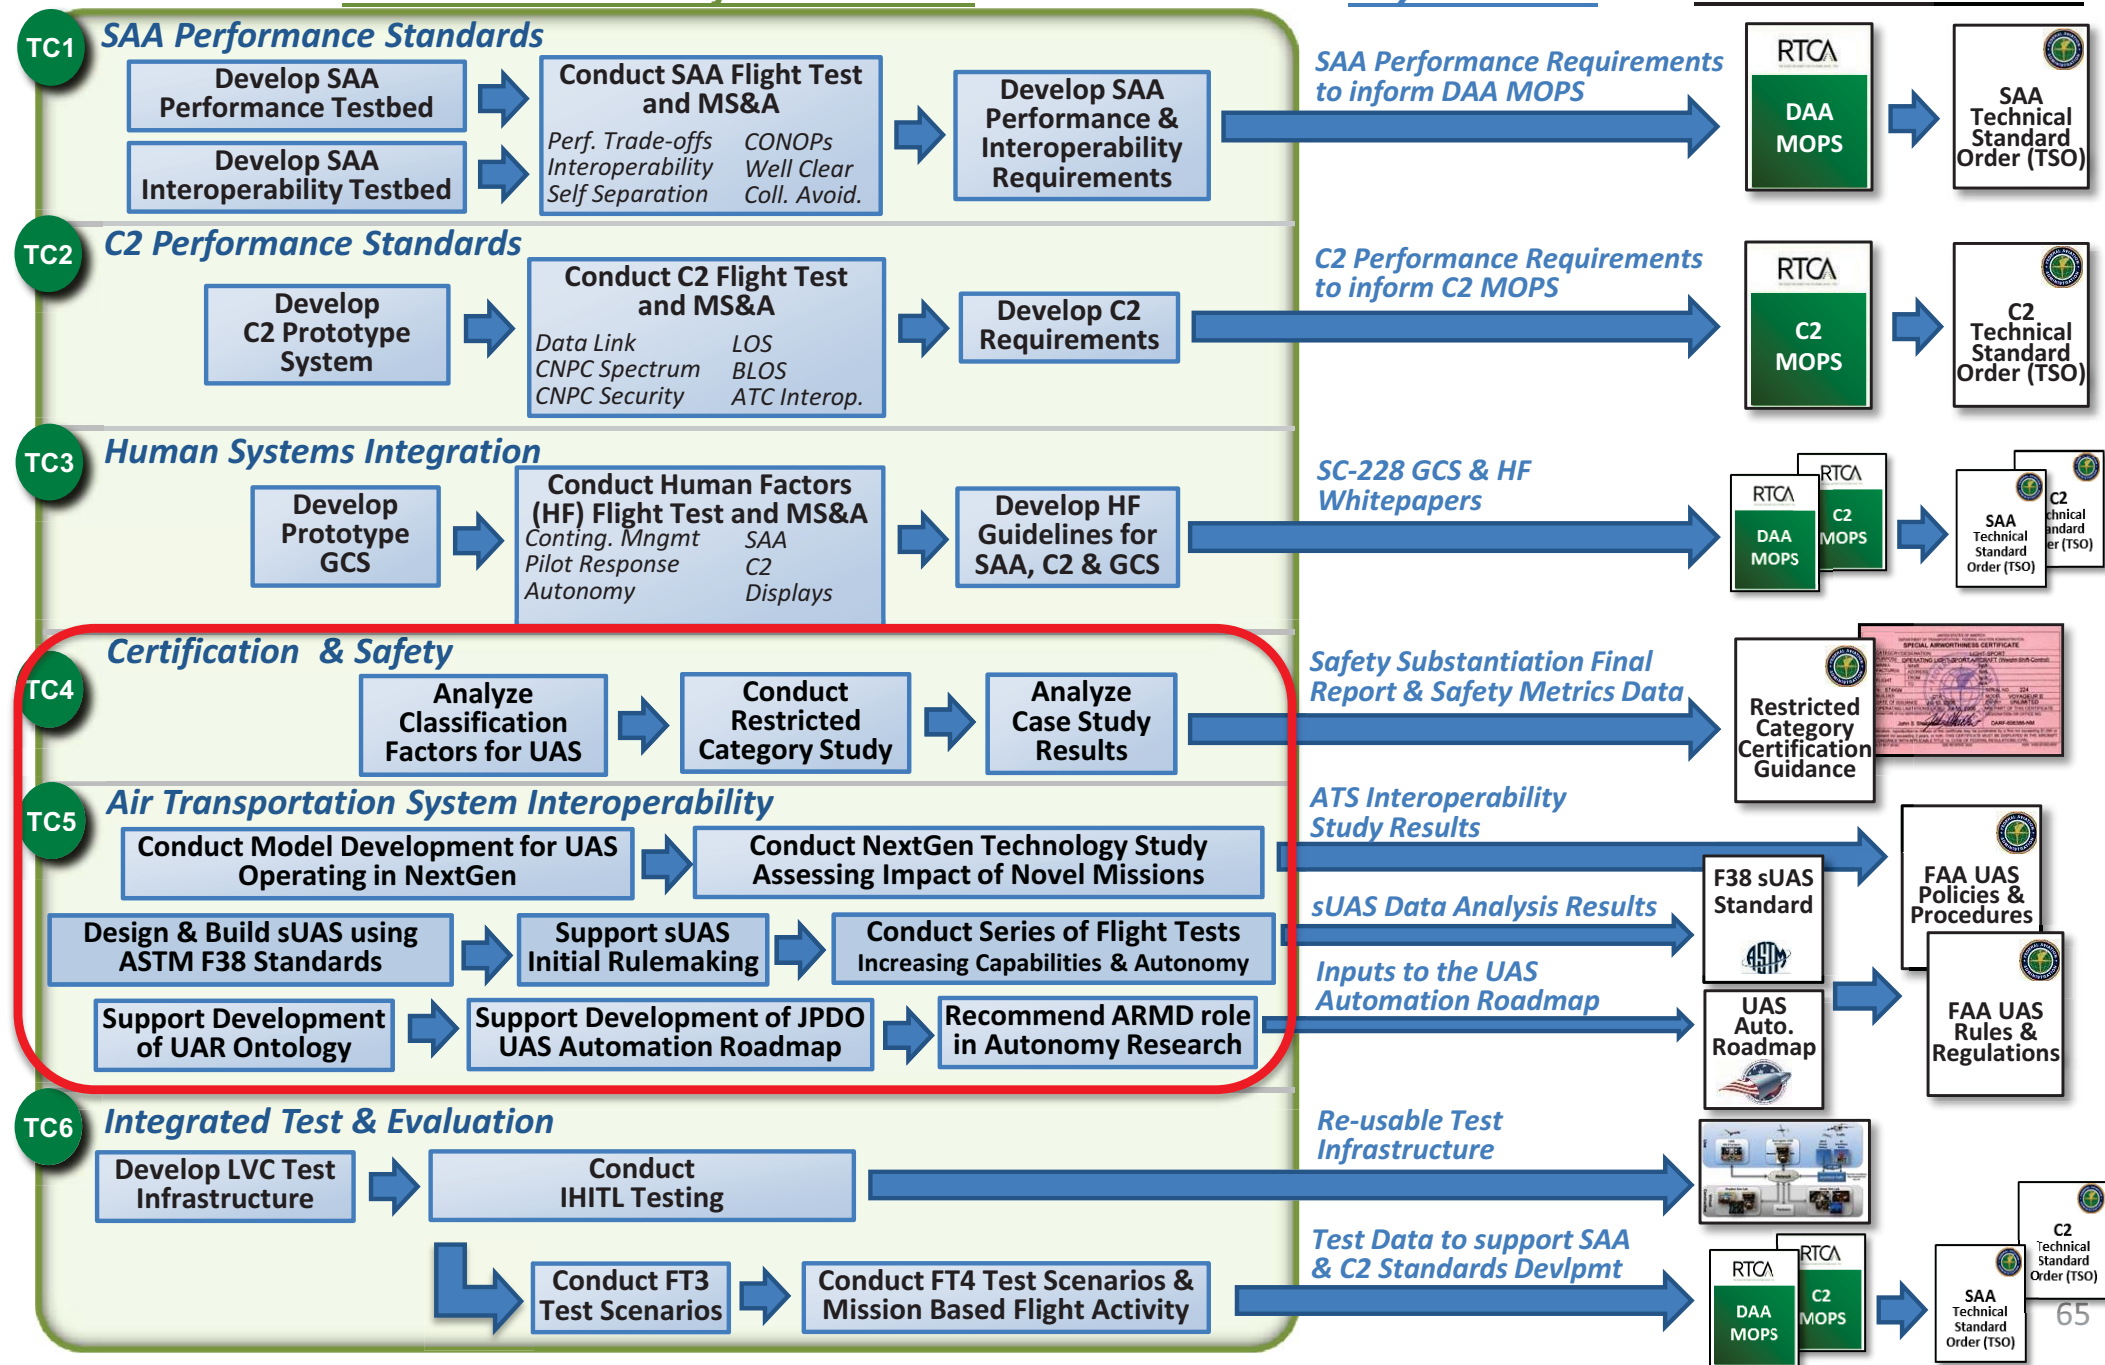 TC1
SAA Performance Standards
Develop SAA
Performance Testbed
Develop SAA
Interoperability Testbed
Conduct SAA Flight Test
and MS&A
Perf. Trade-offs CONOPs
Interoperability Well Clear
Self Separation Coll. Avoid.
Develop SAA
Performance &
Interoperability
Requirements
SAA Performance Requirements
to inform DAA MOPS
RTCA
DAA
MOPS
SAA
Technical
Standard
Order (TSO)
TC2
C2 Performance Standards
Develop
C2 Prototype
System
Conduct C2 Flight Test
and MS&A
Data Link LOS
CNPC Spectrum BLOS
CNPC Security ATC Interop.
Develop C2
Requirements
C2 Performance Requirements
to inform C2 MOPS
RTCA
C2
MOPS
C2
Technical
Standard
Order (TSO)
TC3
Human Systems Integration
Develop
Prototype
GCS
Conduct Human Factors
(HF) Flight Test and MS&A
Conting. Mngmt SAA
Pilot Response C2
Autonomy Displays
Develop HF
Guidelines for
SAA, C2 & GCS
SC-228 GCS & HF
Whitepapers
RTCA
DAA
MOPS
RTCA
C2
MOPS
SAA
Technical
Standard
Order (TSO)
C2
chnical
andard
er (TSO)
TC4
Certification & Safety
Analyze
Classification
Factors for UAS
Conduct
Restricted
Category Study
Analyze
Case Study
Results
Safety Substantiation Final
Report & Safety Metrics Data
Restricted
Category
Certification
Guidance
SPECIAL AIRWORTHINESS CERTIFICATE
TC5
Air Transportation System Interoperability
Conduct Model Development for UAS
Operating in NextGen
Conduct NextGen Technology Study
Assessing Impact of Novel Missions
ATS Interoperability
Study Results
FAA UAS
Policies &
Procedures
Design & Build sUAS using
ASTM F38 Standards
Support sUAS
Initial Rulemaking
Conduct Series of Flight Tests
Increasing Capabilities & Autonomy
sUAS Data Analysis Results
F38 sUAS
Standard
ASTM
Support Development
of UAR Ontology
Support Development of JPDO
UAS Automation Roadmap
Recommend ARMD role
in Autonomy Research
Inputs to the UAS
Automation Roadmap
UAS
Auto.
Roadmap
FAA UAS
Rules &
Regulations
TC6
Integrated Test & Evaluation
Develop LVC Test
Infrastructure
Conduct
IHITL Testing
Re-usable Test
Infrastructure
Conduct FT3
Test Scenarios
Conduct FT4 Test Scenarios &
Mission Based Flight Activity
Test Data to support SAA
& C2 Standards Devlpmt
RTCA
DAA
MOPS
RTCA
C2
MOPS
SAA
Technical
Standard
Order (TSO)
C2
Technical
Standard
Order (TSO)
65